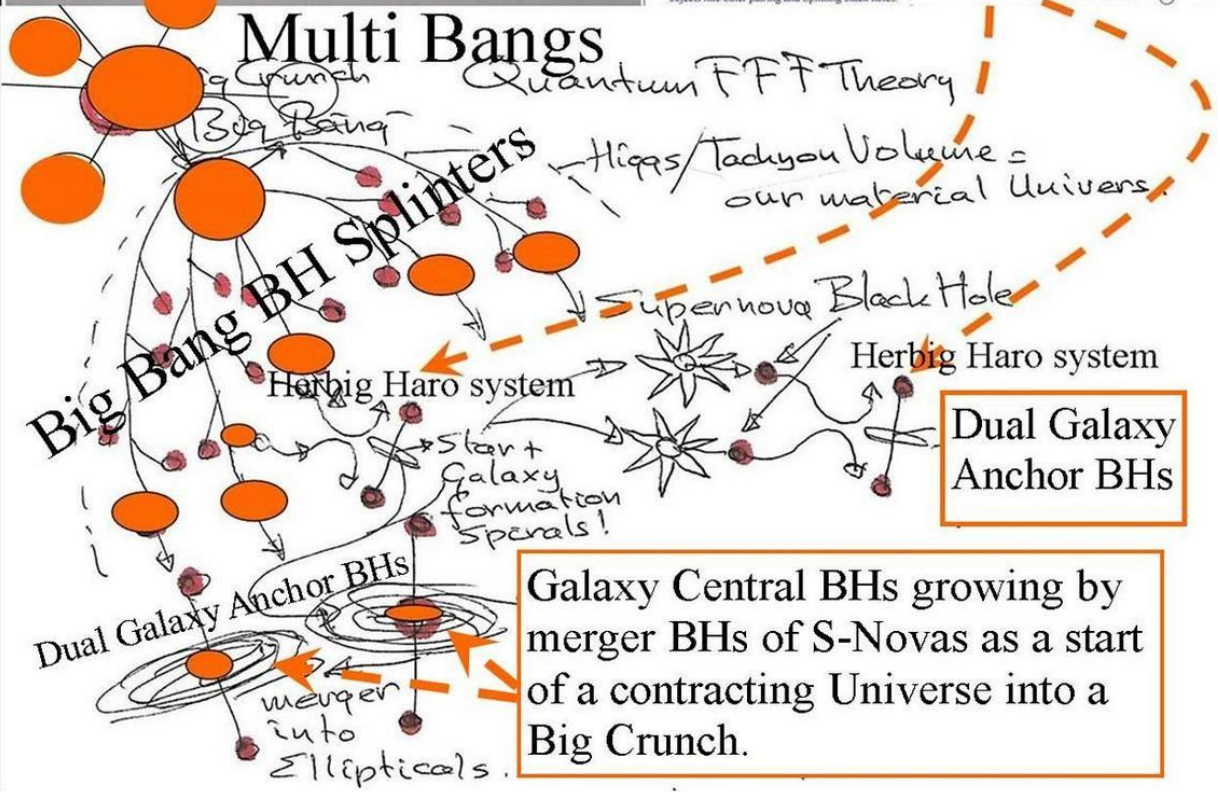 Multi Bangs
Big Crunch
Quantum FFF Theory
Big Bang
Higgs/Tachyon Volume =
our material Univers.
Big Bang BH Splinters
Supernova Black Hole
Herbig Haro system
Herbig Haro system
Dual Galaxy
Anchor BHs
Star +
Galaxy
formation
spirals!
Dual Galaxy Anchor BHs
Galaxy Central BHs growing by
merger BHs of S-Novas as a start
of a contracting Universe into a
Big Crunch.
merger
into
Ellipticals.